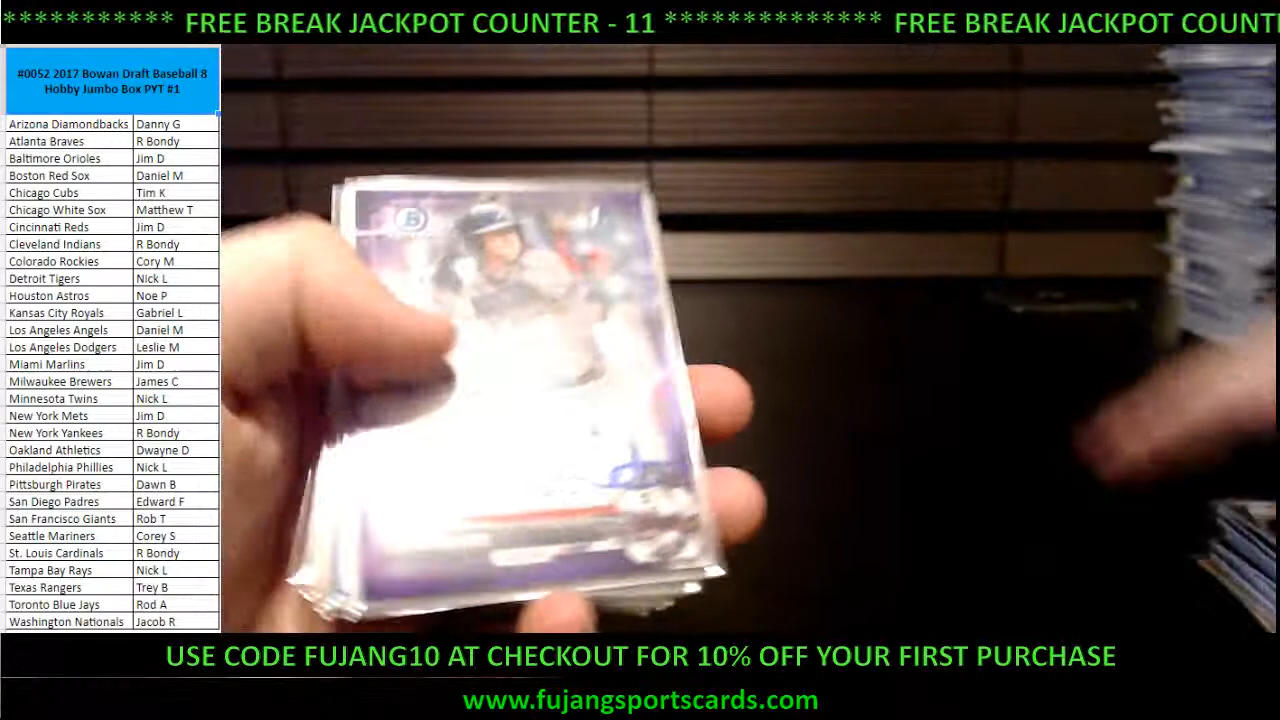 *********** FREE BREAK JACKPOT COUNTER - 11 ************** FREE BREAK JACKPOT COUNT
#0052 2017 Bowan Draft Baseball 8
Hobby Jumbo Box PYT #1
Arizona Diamondbacks Danny G
Atlanta Braves R Bondy
Baltimore Orioles Jim D
Boston Red Sox Daniel M
Chicago Cubs Tim K
Chicago White Sox Matthew T
Cincinnati Reds Jim D
Cleveland Indians R Bondy
Colorado Rockies Cory M
Detroit Tigers Nick L
Houston Astros Noe P
Kansas City Royals Gabriel L
Los Angeles Angels Daniel M
Los Angeles Dodgers Leslie M
Miami Marlins Jim D
Milwaukee Brewers James C
Minnesota Twins Nick L
New York Mets Jim D
New York Yankees R Bondy
Oakland Athletics Dwayne D
Philadelphia Phillies Nick L
Pittsburgh Pirates Dawn B
San Diego Padres Edward F
San Francisco Giants Rob T
Seattle Mariners Corey S
St. Louis Cardinals R Bondy
Tampa Bay Rays Nick L
Texas Rangers Trey B
Toronto Blue Jays Rod A
Washington Nationals Jacob R
USE CODE FUJANG10 AT CHECKOUT FOR 10% OFF YOUR FIRST PURCHASE
www.fujangsportscards.com